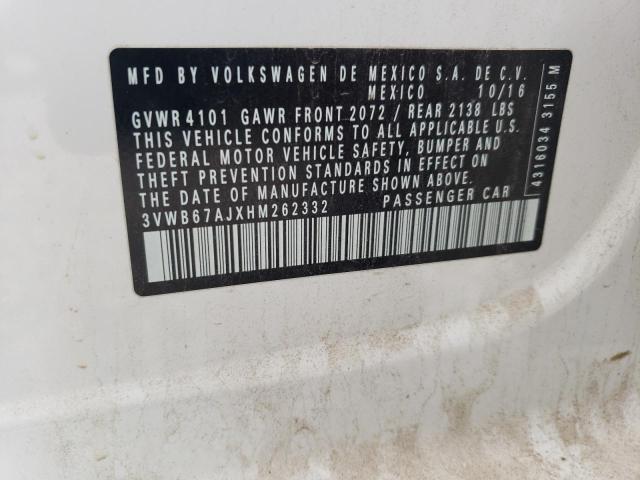 MFD BY VOLKSWAGEN DE MEXICO S.A. DE C.V.
MEXICO 10/16
GVWR 4101 GAWR FRONT 2072 / REAR 2138 LBS
THIS VEHICLE CONFORMS TO ALL APPLICABLE U.S.
FEDERAL MOTOR VEHICLE SAFETY, BUMPER AND
THEFT PREVENTION STANDARDS IN EFFECT ON
THE DATE OF MANUFACTURE SHOWN ABOVE.
3VWB67AJXHM262332 PASSENGER CAR
4316034 3155 M